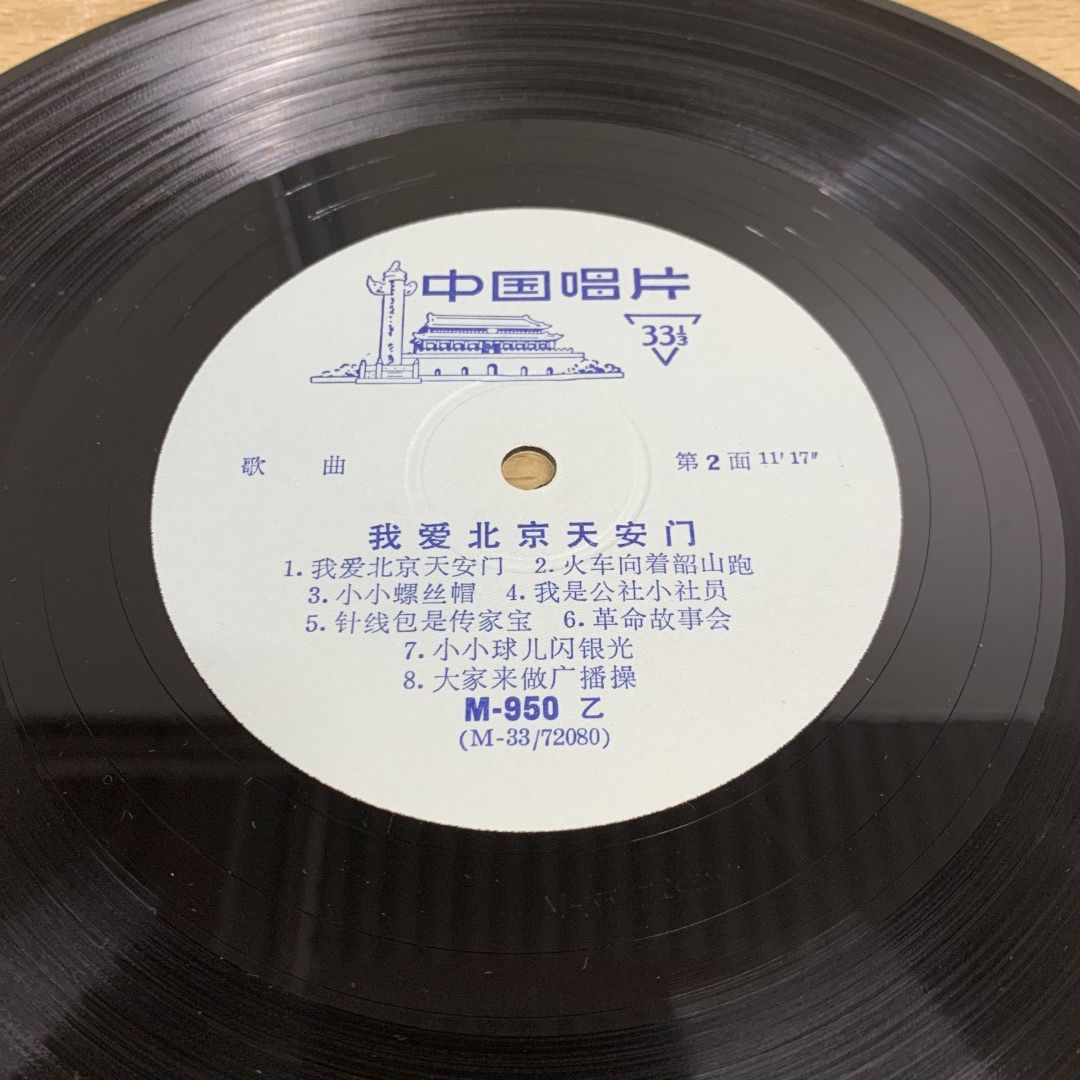 中国唱片
33⅓
歌 曲
第2面 11′17″
我爱北京天安门
1. 我爱北京天安门 2. 火车向着韶山跑
3. 小小螺丝帽 4. 我是公社小社员
5. 针线包是传家宝 6. 革命故事会
7. 小小球儿闪银光
8. 大家来做广播操
M-950 乙
(M-33/72080)